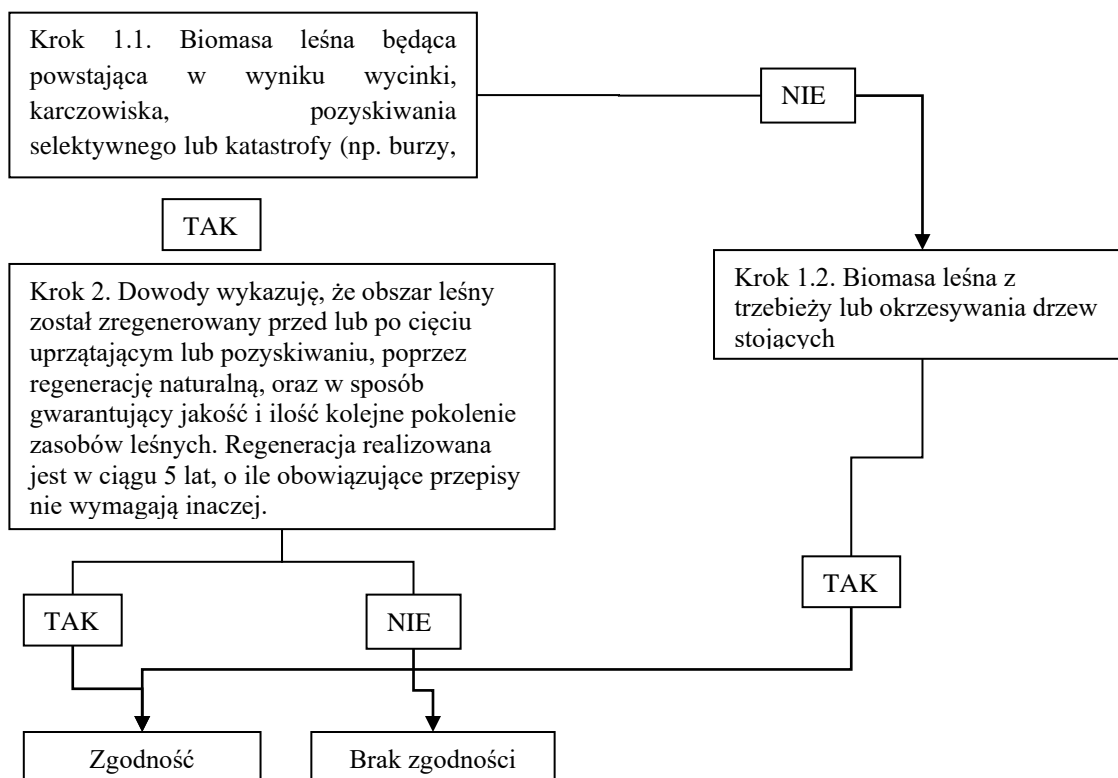 Krok 1.1. Biomasa leśna będąca
powstająca w wyniku wycinki,
karczowiska, pozyskiwania
selektywnego lub katastrofy (np. burzy,
NIE
TAK
Krok 1.2. Biomasa leśna z
trzebieży lub okrzesywania drzew
stojących
Krok 2. Dowody wykazuję, że obszar leśny
został zregenerowany przed lub po cięciu
uprzątającym lub pozyskiwaniu, poprzez
regenerację naturalną, oraz w sposób
gwarantujący jakość i ilość kolejne pokolenie
zasobów leśnych. Regeneracja realizowana
jest w ciągu 5 lat, o ile obowiązujące przepisy
nie wymagają inaczej.
TAK
TAK
NIE
Zgodność
Brak zgodności